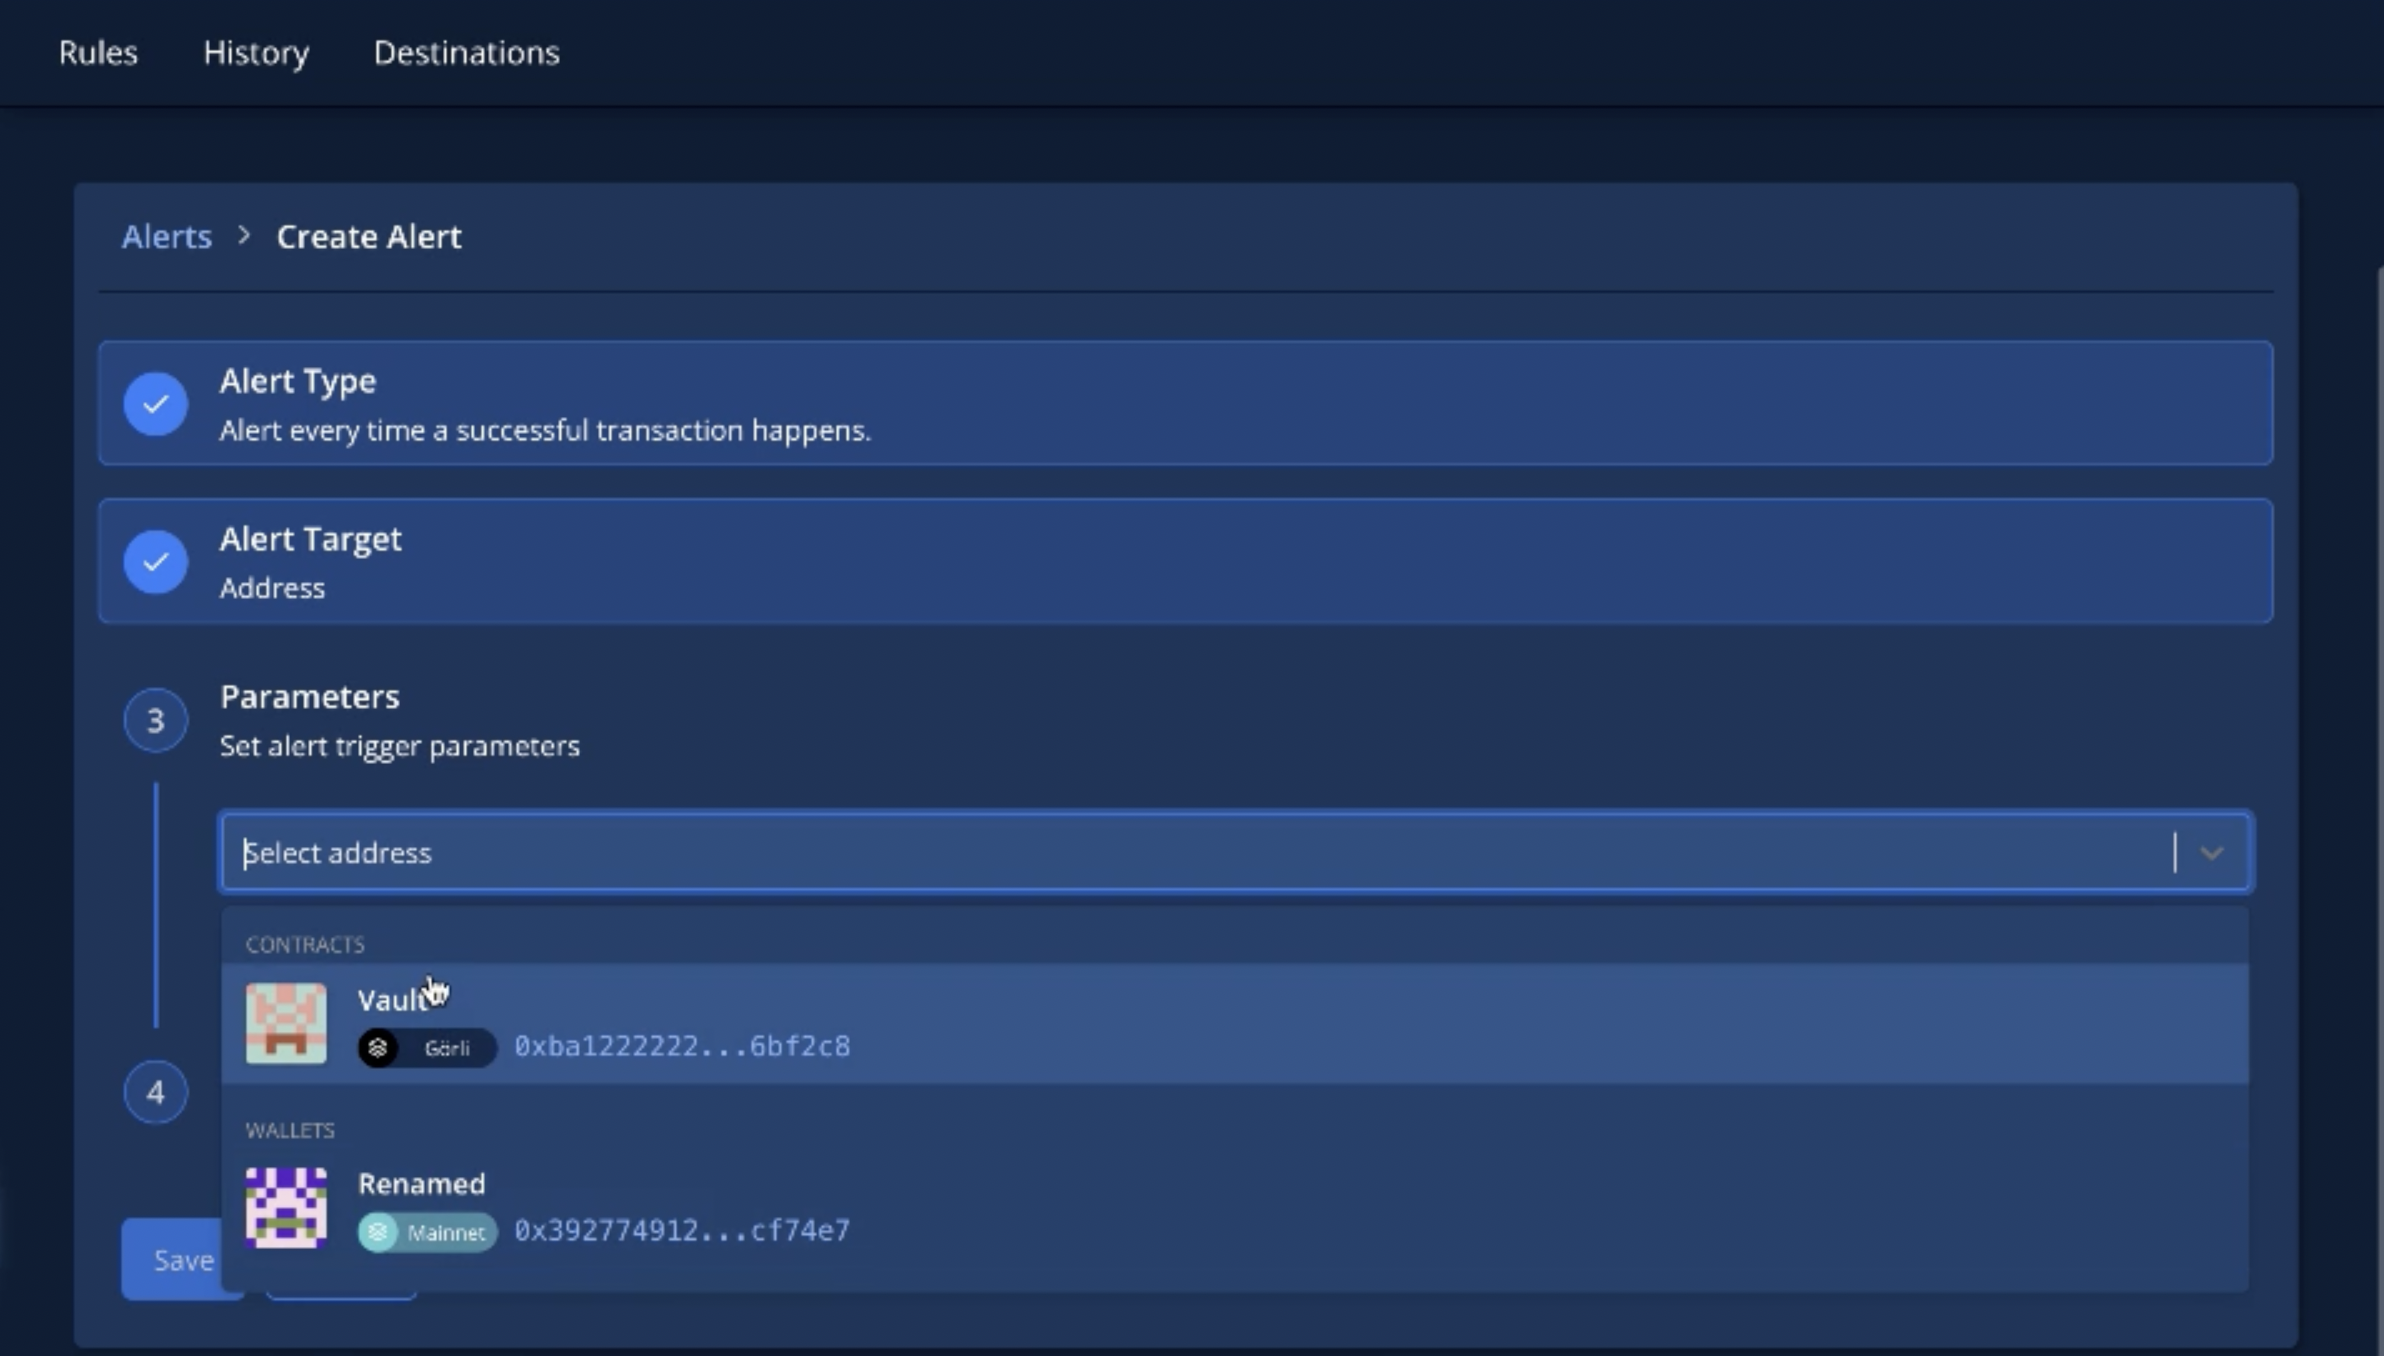 Rules History Destinations
Alerts > Create Alert
Alert Type
Alert every time a successful transaction happens.
Alert Target
Address
3
Parameters
Set alert trigger parameters
Select address
CONTRACTS
Vault
Görli 0xba1222222...6bf2c8
4
WALLETS
Renamed
Mainnet 0x392774912...cf74e7
Save